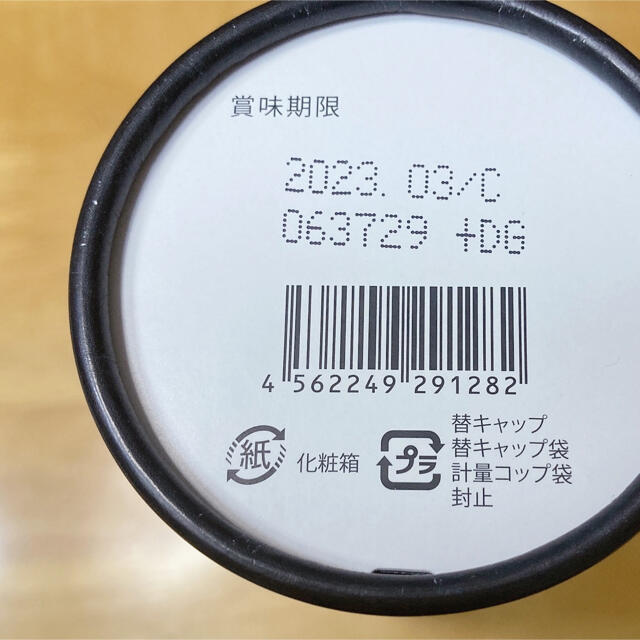 賞味期限
2023. 03/C
063729 +DG
4 562249 291282
紙 化粧箱
プラ
替キャップ
替キャップ袋
計量コップ袋
封止